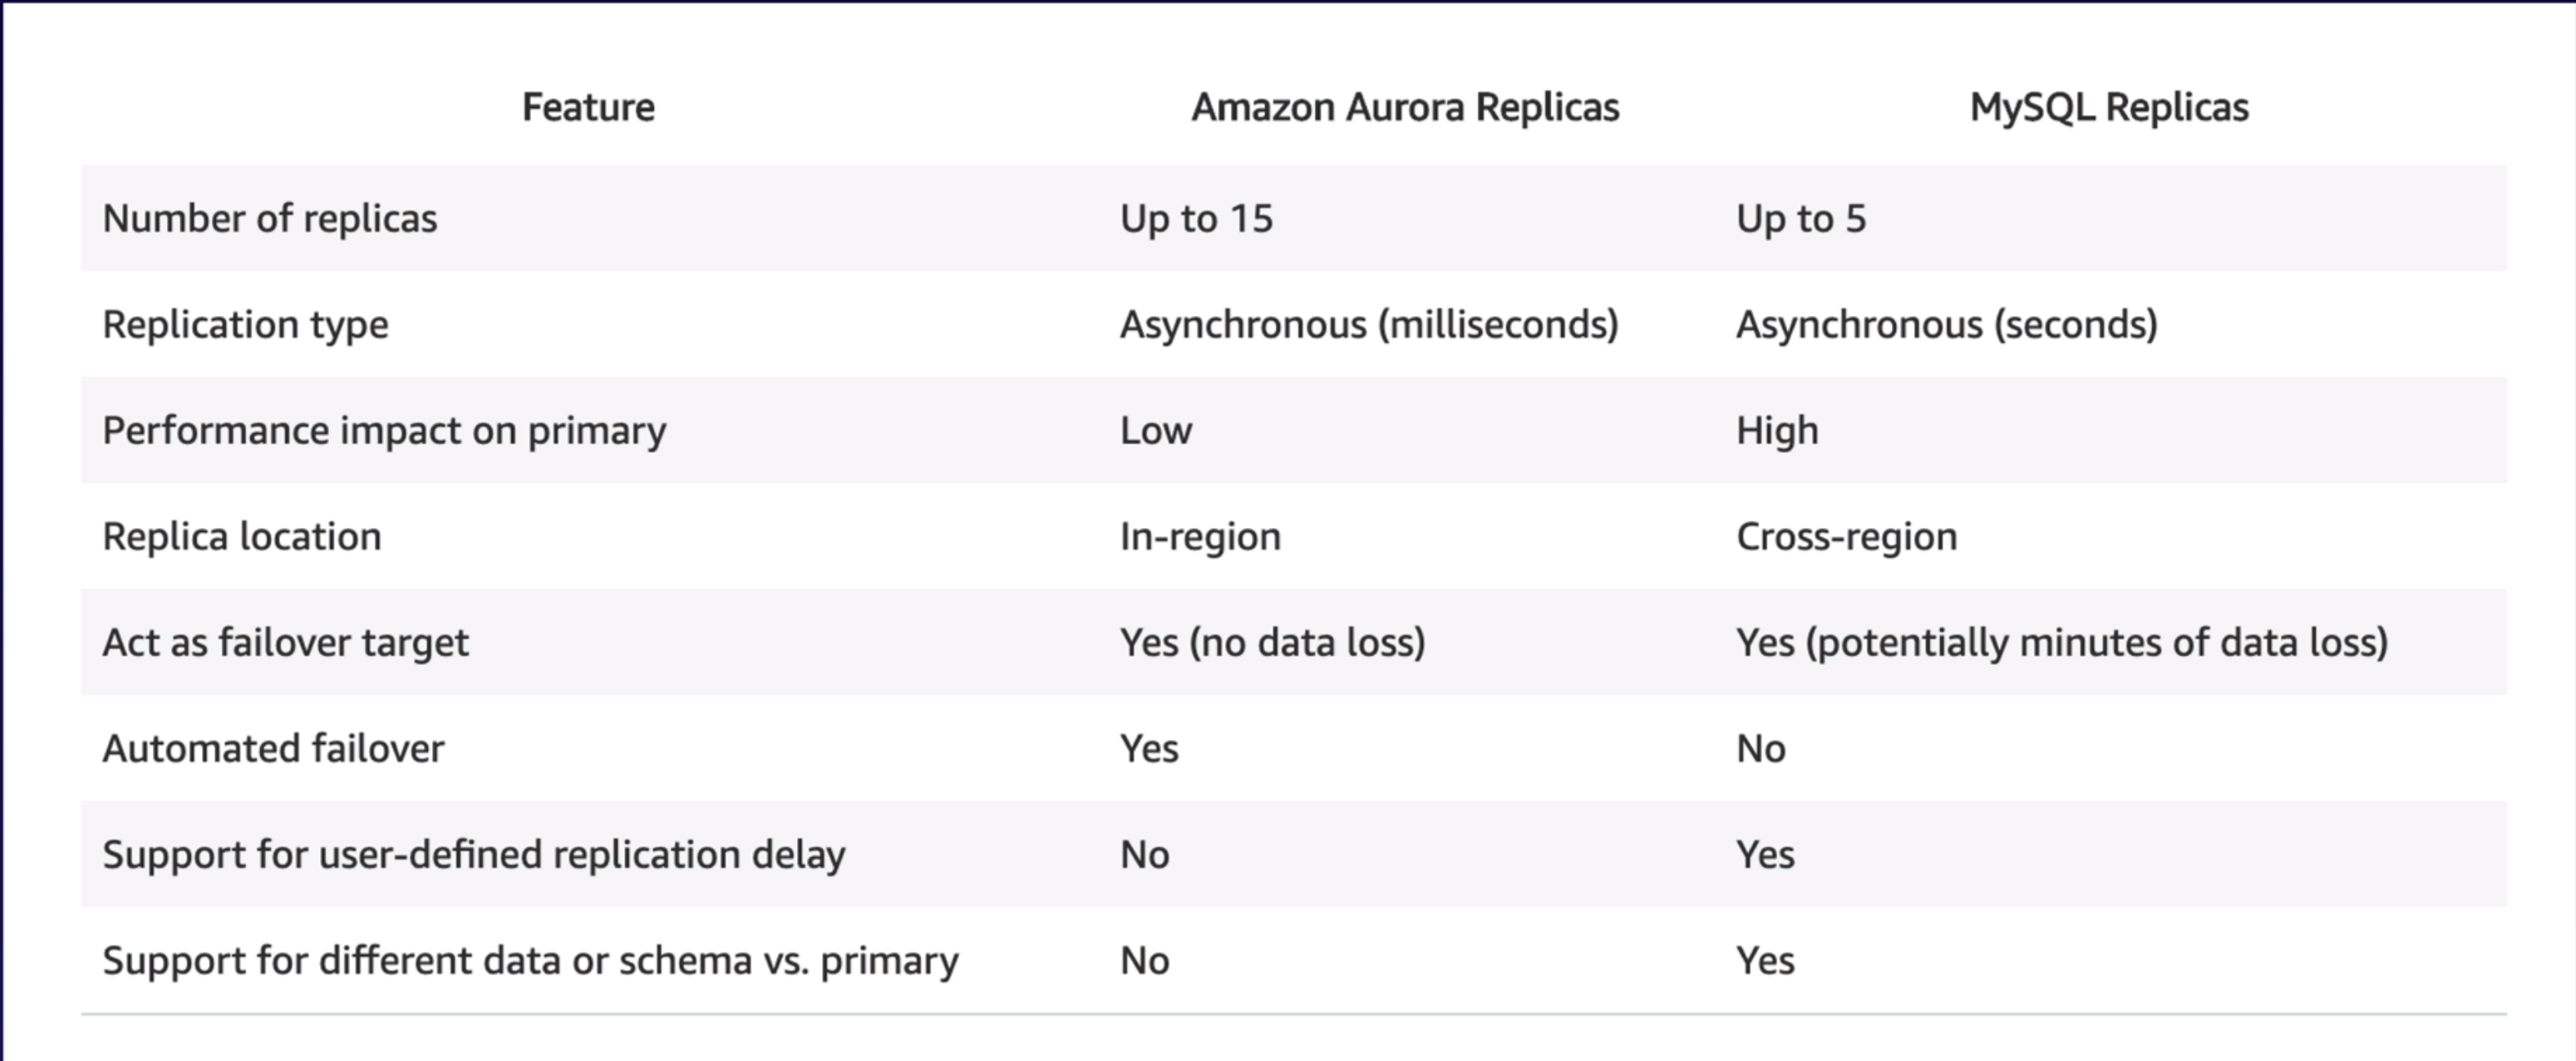 Feature Amazon Aurora Replicas MySQL Replicas
Number of replicas Up to 15 Up to 5
Replication type Asynchronous (milliseconds) Asynchronous (seconds)
Performance impact on primary Low High
Replica location In-region Cross-region
Act as failover target Yes (no data loss) Yes (potentially minutes of data loss)
Automated failover Yes No
Support for user-defined replication delay No Yes
Support for different data or schema vs. primary No Yes